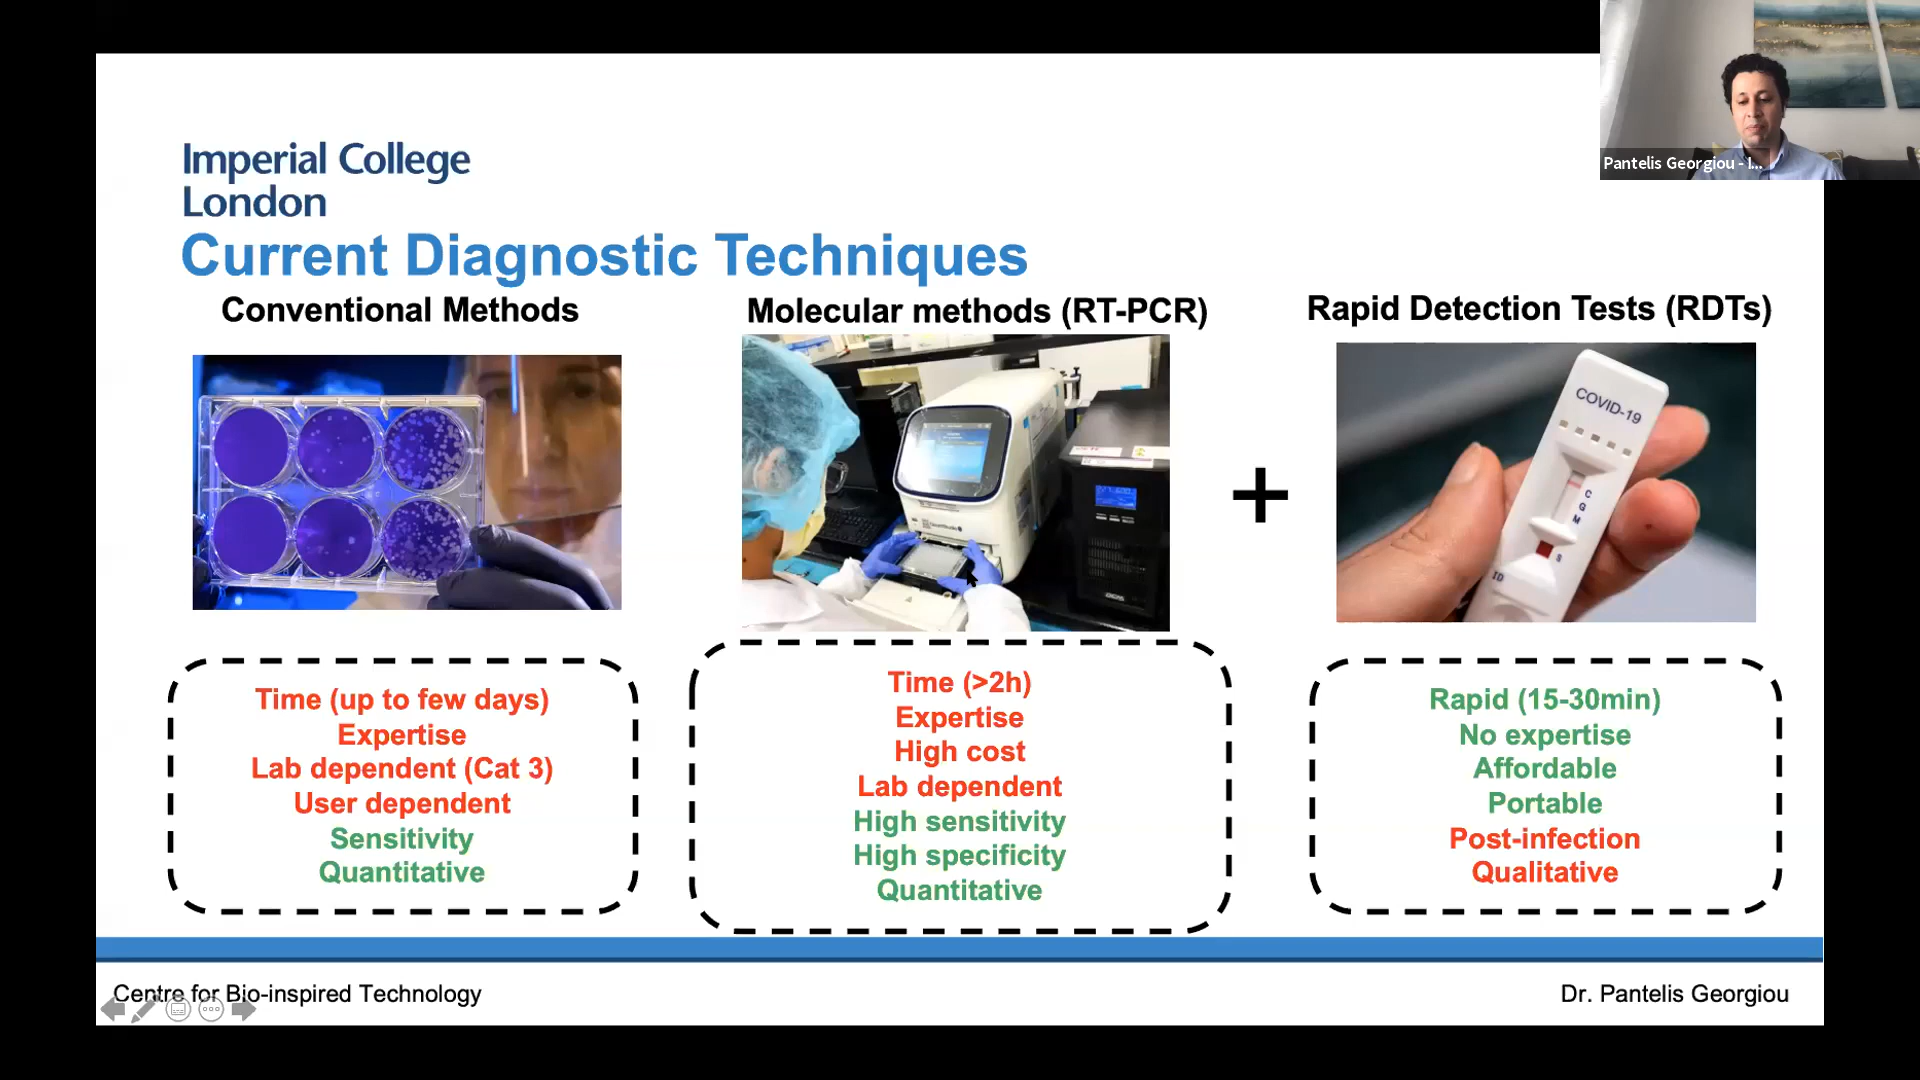 Pantelis Georgiou - I...
Imperial College
London
Current Diagnostic Techniques
Conventional Methods
Molecular methods (RT-PCR)
Rapid Detection Tests (RDTs)
COVID-19
C
G
M
S
ID
+
Time (up to few days)
Expertise
Lab dependent (Cat 3)
User dependent
Sensitivity
Quantitative
Time (>2h)
Expertise
High cost
Lab dependent
High sensitivity
High specificity
Quantitative
Rapid (15-30min)
No expertise
Affordable
Portable
Post-infection
Qualitative
Centre for Bio-inspired Technology
Dr. Pantelis Georgiou